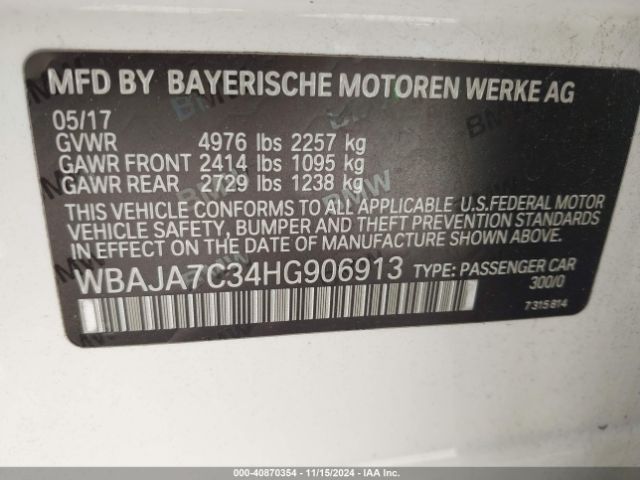 MFD BY BAYERISCHE MOTOREN WERKE AG
05/17
GVWR 4976 lbs 2257 kg
GAWR FRONT 2414 lbs 1095 kg
GAWR REAR 2729 lbs 1238 kg
THIS VEHICLE CONFORMS TO ALL APPLICABLE U.S.FEDERAL MOTOR
VEHICLE SAFETY, BUMPER AND THEFT PREVENTION STANDARDS
IN EFFECT ON THE DATE OF MANUFACTURE SHOWN ABOVE.
WBAJA7C34HG906913 TYPE: PASSENGER CAR
300/0
7315814
000-40870354 - 11/15/2024 - IAAI.COM